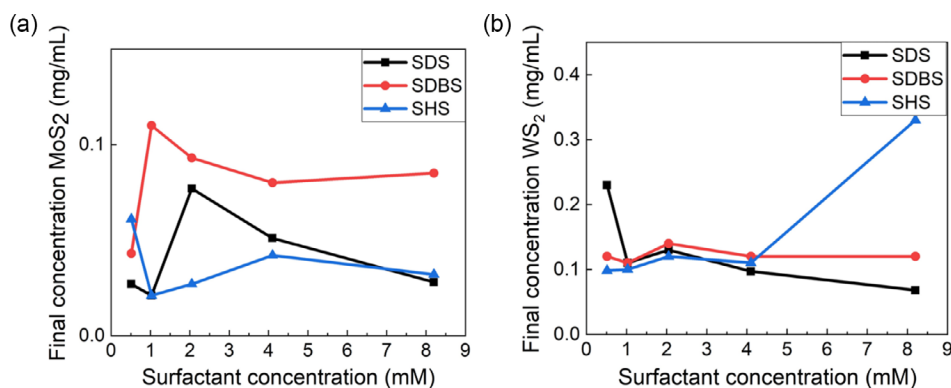 (a)
Final concentration MoS2 (mg/mL)
0.1
0.0
SDS
SDBS
SHS
0 1 2 3 4 5 6 7 8 9
Surfactant concentration (mM)
(b)
Final concentration WS2 (mg/mL)
0.4
0.3
0.2
0.1
0.0
SDS
SDBS
SHS
0 1 2 3 4 5 6 7 8 9
Surfactant concentration (mM)